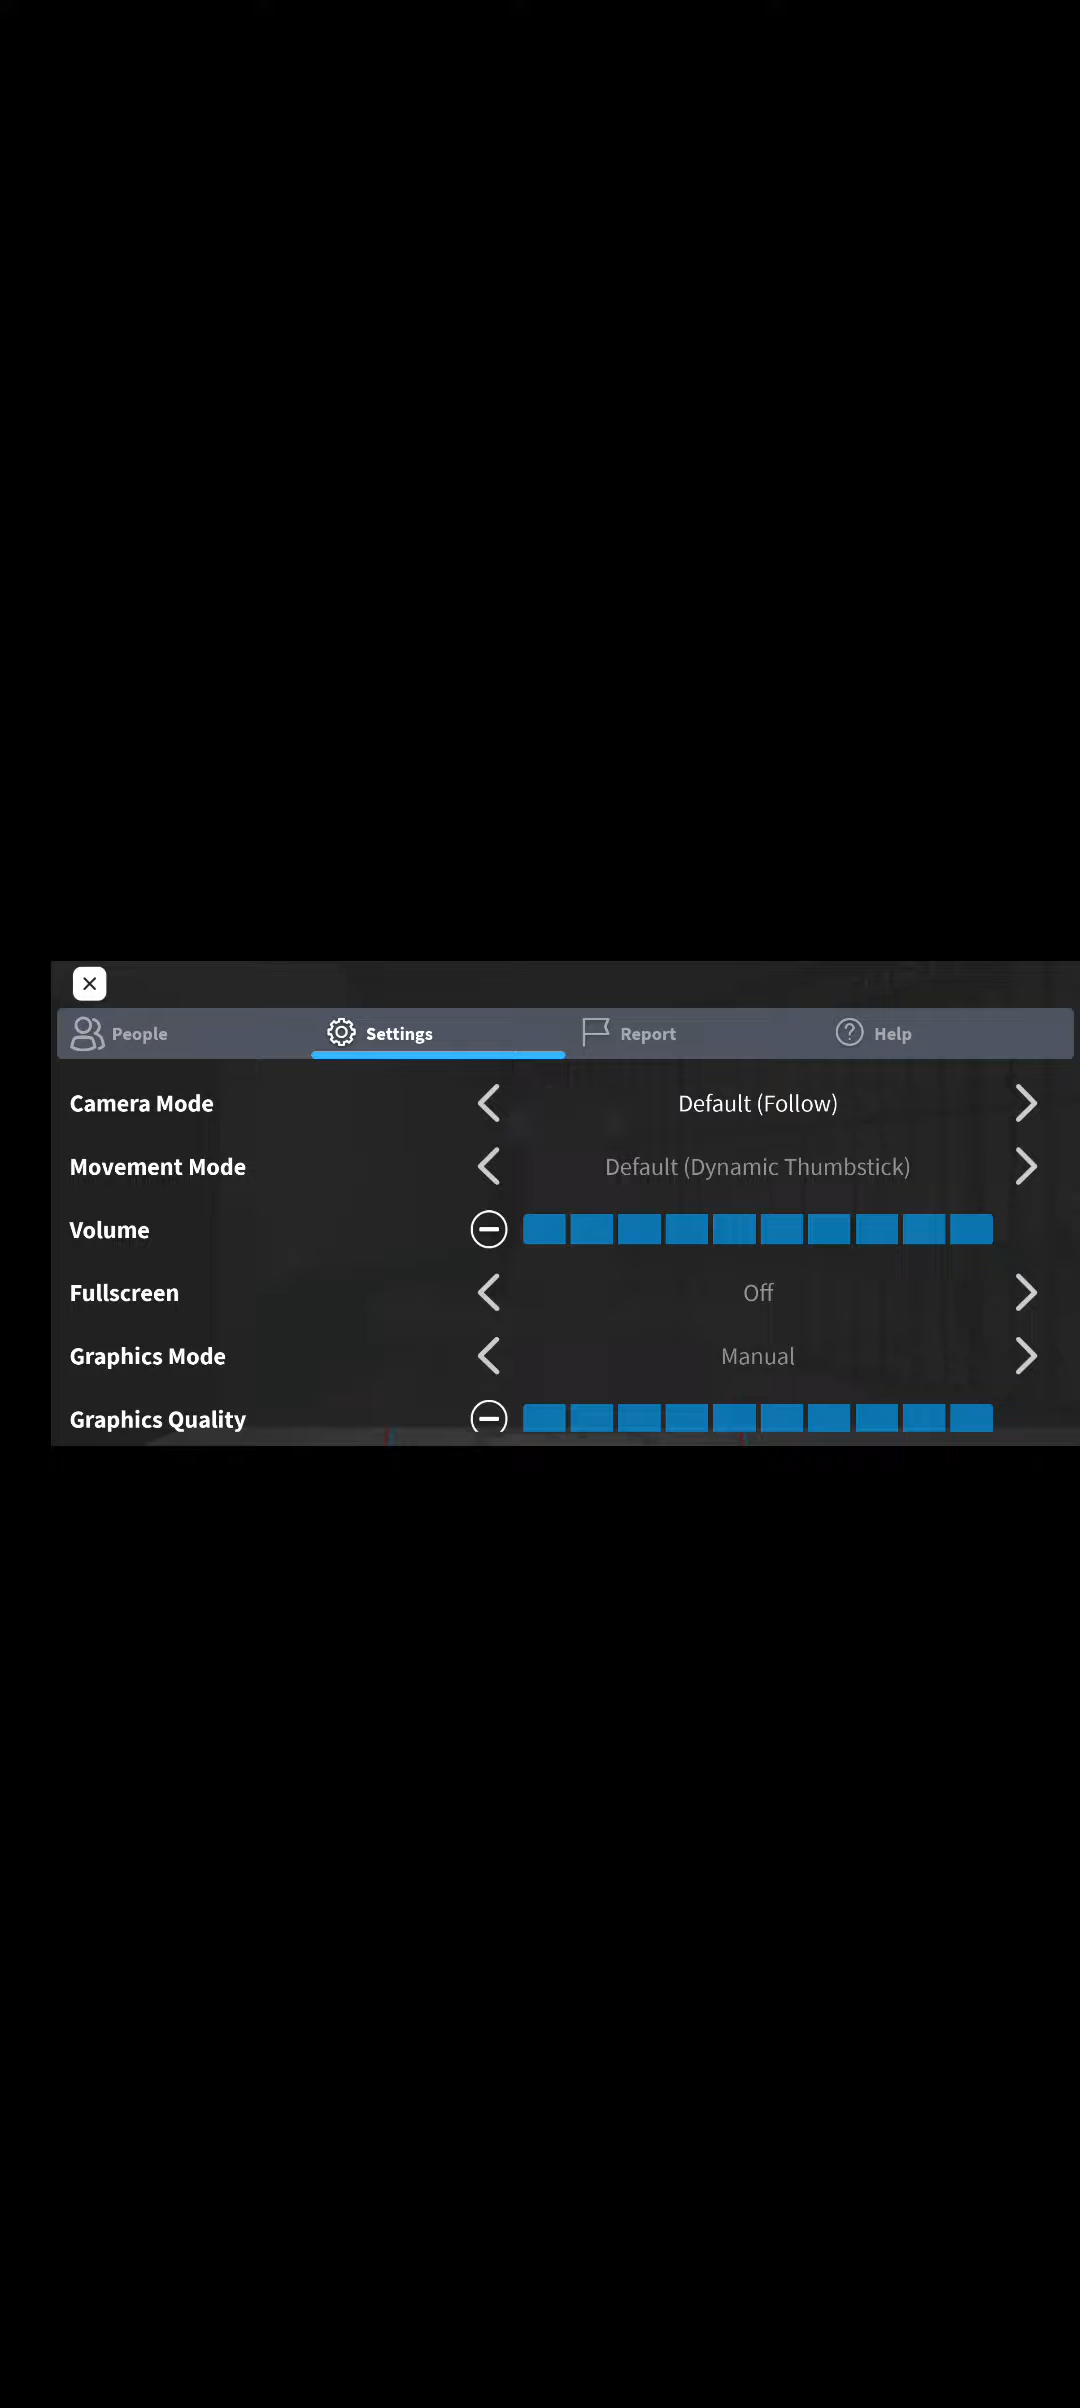 People
Settings
Report
Help
Camera Mode
Default (Follow)
Movement Mode
Default (Dynamic Thumbstick)
Volume
Fullscreen
Off
Graphics Mode
Manual
Graphics Quality